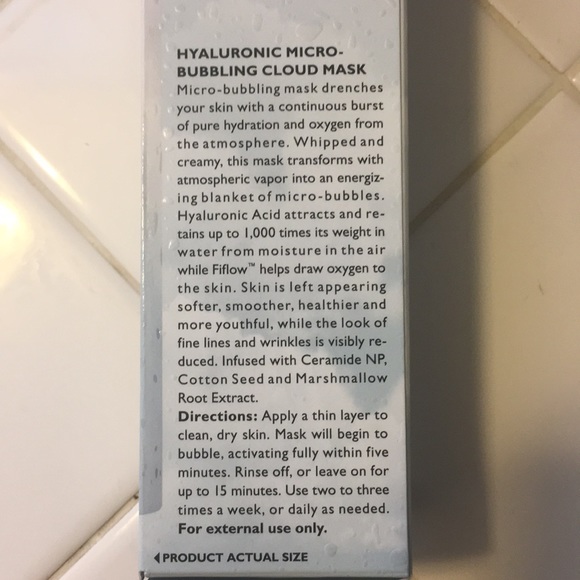 HYALURONIC MICRO-
BUBBLING CLOUD MASK
Micro-bubbling mask drenches
your skin with a continuous burst
of pure hydration and oxygen from
the atmosphere. Whipped and
creamy, this mask transforms with
atmospheric vapor into an energiz-
ing blanket of micro-bubbles.
Hyaluronic Acid attracts and re-
tains up to 1,000 times its weight in
water from moisture in the air
while Fiflow™ helps draw oxygen to
the skin. Skin is left appearing
softer, smoother, healthier and
more youthful, while the look of
fine lines and wrinkles is visibly re-
duced. Infused with Ceramide NP,
Cotton Seed and Marshmallow
Root Extract.
Directions: Apply a thin layer to
clean, dry skin. Mask will begin to
bubble, activating fully within five
minutes. Rinse off, or leave on for
up to 15 minutes. Use two to three
times a week, or daily as needed.
For external use only.
PRODUCT ACTUAL SIZE